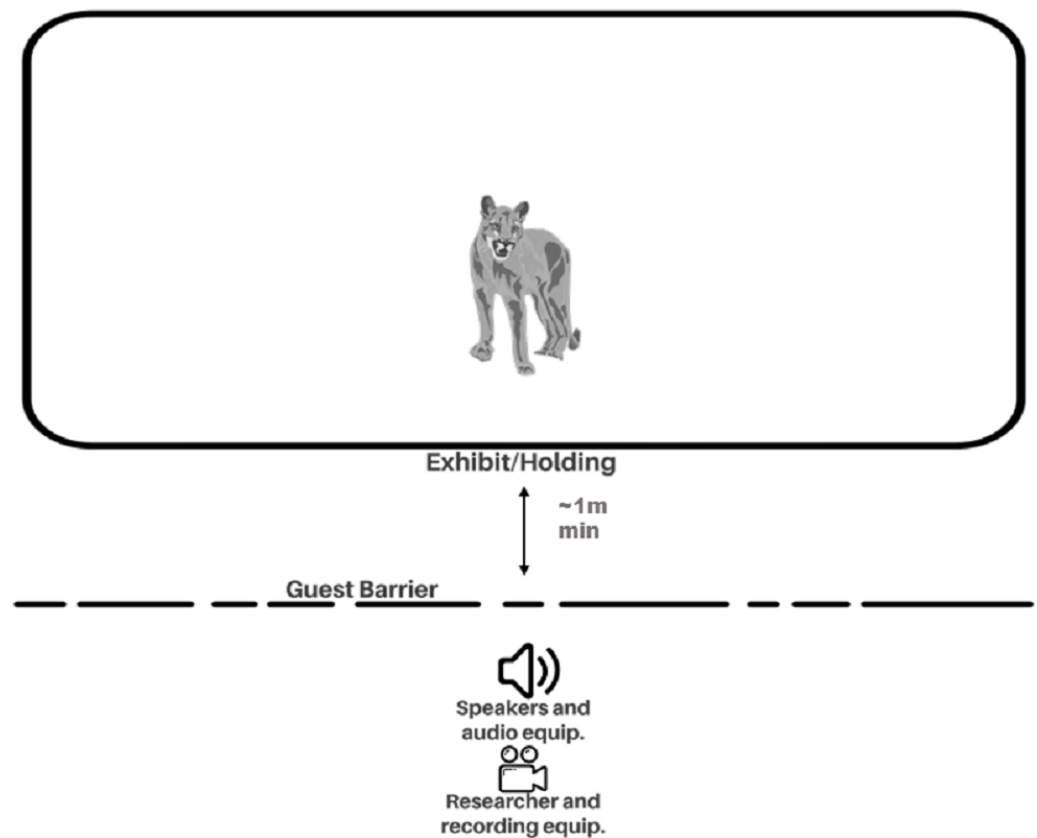 Exhibit/Holding
~1m
min
Guest Barrier
Speakers and
audio equip.
Researcher and
recording equip.